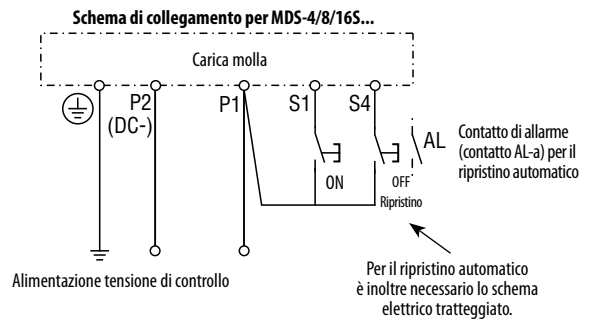 Schema di collegamento per MDS-4/8/16S...
Carica molla
P2
(DC-)
P1
S1
S4
AL
ON
OFF
Ripristino
Contatto di allarme
(contatto AL-a) per il
ripristino automatico
Alimentazione tensione di controllo
Per il ripristino automatico
è inoltre necessario lo schema
elettrico tratteggiato.